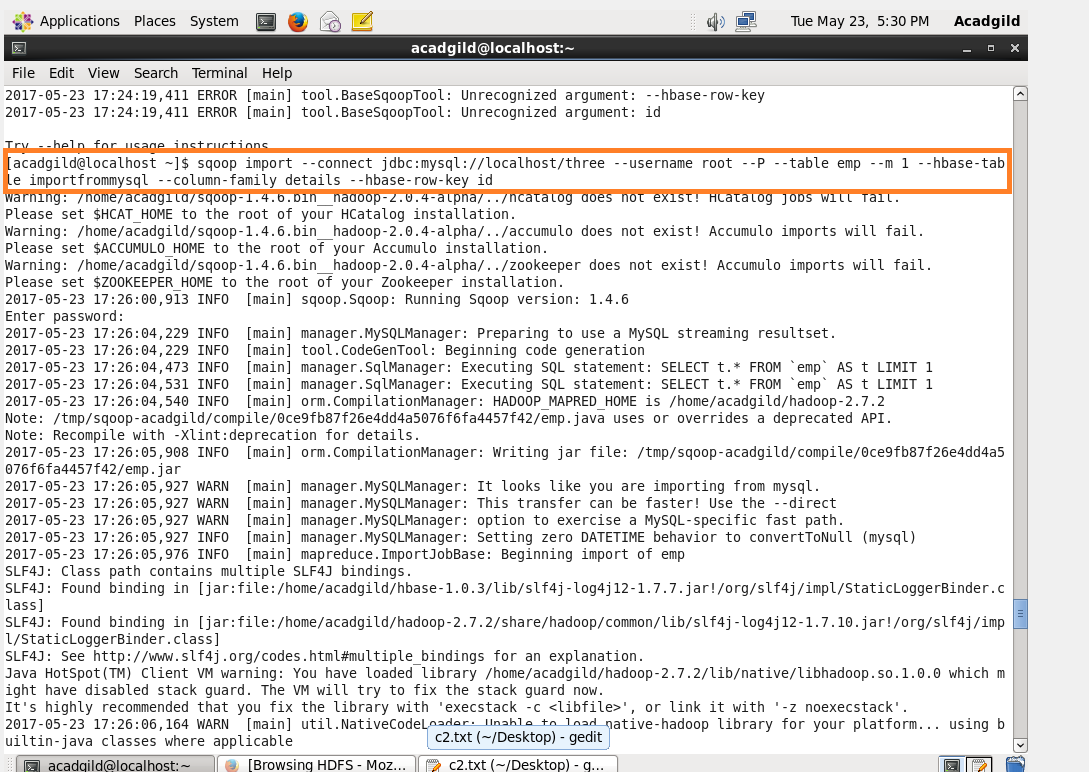 Applications Places System Tue May 23, 5:30 PM Acadgild
acadgild@localhost:~
File Edit View Search Terminal Help
2017-05-23 17:24:19,411 ERROR [main] tool.BaseSqoopTool: Unrecognized argument: --hbase-row-key
2017-05-23 17:24:19,411 ERROR [main] tool.BaseSqoopTool: Unrecognized argument: id
Try --help for usage instructions.
[acadgild@localhost ~]$ sqoop import --connect jdbc:mysql://localhost/three --username root --P --table emp --m 1 --hbase-tab
le importfrommysql --column-family details --hbase-row-key id
Warning: /home/acadgild/sqoop-1.4.6.bin__hadoop-2.0.4-alpha/../hcatalog does not exist! HCatalog jobs will fail.
Please set $HCAT_HOME to the root of your HCatalog installation.
Warning: /home/acadgild/sqoop-1.4.6.bin__hadoop-2.0.4-alpha/../accumulo does not exist! Accumulo imports will fail.
Please set $ACCUMULO_HOME to the root of your Accumulo installation.
Warning: /home/acadgild/sqoop-1.4.6.bin__hadoop-2.0.4-alpha/../zookeeper does not exist! Accumulo imports will fail.
Please set $ZOOKEEPER_HOME to the root of your Zookeeper installation.
2017-05-23 17:26:00,913 INFO  [main] sqoop.Sqoop: Running Sqoop version: 1.4.6
Enter password:
2017-05-23 17:26:04,229 INFO  [main] manager.MySQLManager: Preparing to use a MySQL streaming resultset.
2017-05-23 17:26:04,229 INFO  [main] tool.CodeGenTool: Beginning code generation
2017-05-23 17:26:04,473 INFO  [main] manager.SqlManager: Executing SQL statement: SELECT t.* FROM `emp` AS t LIMIT 1
2017-05-23 17:26:04,531 INFO  [main] manager.SqlManager: Executing SQL statement: SELECT t.* FROM `emp` AS t LIMIT 1
2017-05-23 17:26:04,540 INFO  [main] orm.CompilationManager: HADOOP_MAPRED_HOME is /home/acadgild/hadoop-2.7.2
Note: /tmp/sqoop-acadgild/compile/0ce9fb87f26e4dd4a5076f6fa4457f42/emp.java uses or overrides a deprecated API.
Note: Recompile with -Xlint:deprecation for details.
2017-05-23 17:26:05,908 INFO  [main] orm.CompilationManager: Writing jar file: /tmp/sqoop-acadgild/compile/0ce9fb87f26e4dd4a5
076f6fa4457f42/emp.jar
2017-05-23 17:26:05,927 WARN  [main] manager.MySQLManager: It looks like you are importing from mysql.
2017-05-23 17:26:05,927 WARN  [main] manager.MySQLManager: This transfer can be faster! Use the --direct
2017-05-23 17:26:05,927 WARN  [main] manager.MySQLManager: option to exercise a MySQL-specific fast path.
2017-05-23 17:26:05,927 INFO  [main] manager.MySQLManager: Setting zero DATETIME behavior to convertToNull (mysql)
2017-05-23 17:26:05,976 INFO  [main] mapreduce.ImportJobBase: Beginning import of emp
SLF4J: Class path contains multiple SLF4J bindings.
SLF4J: Found binding in [jar:file:/home/acadgild/hbase-1.0.3/lib/slf4j-log4j12-1.7.7.jar!/org/slf4j/impl/StaticLoggerBinder.c
lass]
SLF4J: Found binding in [jar:file:/home/acadgild/hadoop-2.7.2/share/hadoop/common/lib/slf4j-log4j12-1.7.10.jar!/org/slf4j/imp
l/StaticLoggerBinder.class]
SLF4J: See http://www.slf4j.org/codes.html#multiple_bindings for an explanation.
Java HotSpot(TM) Client VM warning: You have loaded library /home/acadgild/hadoop-2.7.2/lib/native/libhadoop.so.1.0.0 which m
ight have disabled stack guard. The VM will try to fix the stack guard now.
It's highly recommended that you fix the library with 'execstack -c <libfile>', or link it with '-z noexecstack'.
2017-05-23 17:26:06,164 WARN  [main] util.NativeCodeLoader: Unable to load native-hadoop library for your platform... using b
uiltin-java classes where applicable
c2.txt (~/Desktop) - gedit
acadgild@localhost:~ [Browsing HDFS - Moz... c2.txt (~/Desktop) - g...